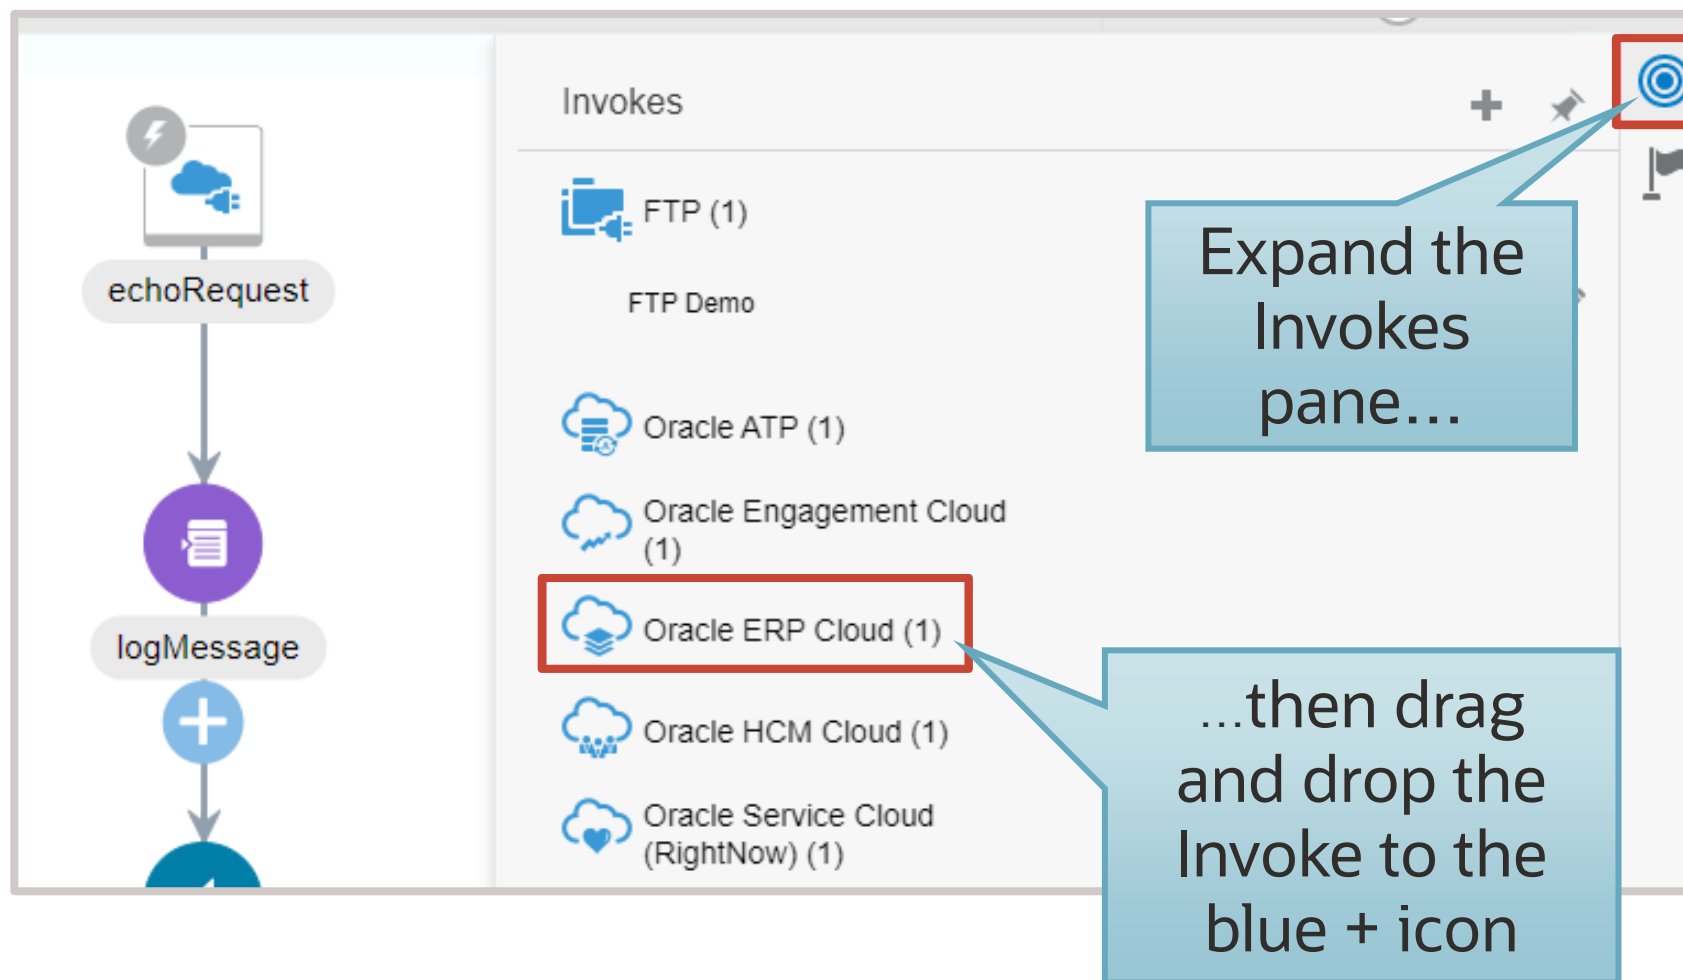 Invokes
FTP (1)
FTP Demo
Oracle ATP (1)
Oracle Engagement Cloud
(1)
Oracle ERP Cloud (1)
Oracle HCM Cloud (1)
Oracle Service Cloud
(RightNow) (1)
echoRequest
logMessage
Expand the
Invokes
pane...
...then drag
and drop the
Invoke to the
blue + icon